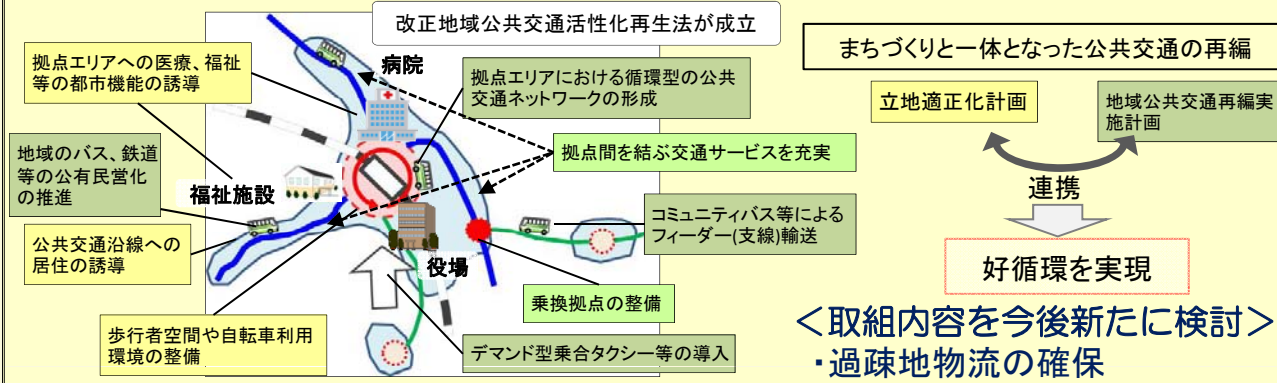 改正地域公共交通活性化再生法が成立
拠点エリアへの医療、福祉
等の都市機能の誘導
病院
拠点エリアにおける循環型の公共
交通ネットワークの形成
地域のバス、鉄道
等の公有民営化
の推進
福祉施設
拠点間を結ぶ交通サービスを充実
公共交通沿線への
居住の誘導
役場
コミュニティバス等による
フィーダー(支線)輸送
乗換拠点の整備
歩行者空間や自転車利用
環境の整備
デマンド型乗合タクシー等の導入
まちづくりと一体となった公共交通の再編
立地適正化計画
地域公共交通再編実
施計画
連携
好循環を実現
＜取組内容を今後新たに検討＞
・過疎地物流の確保